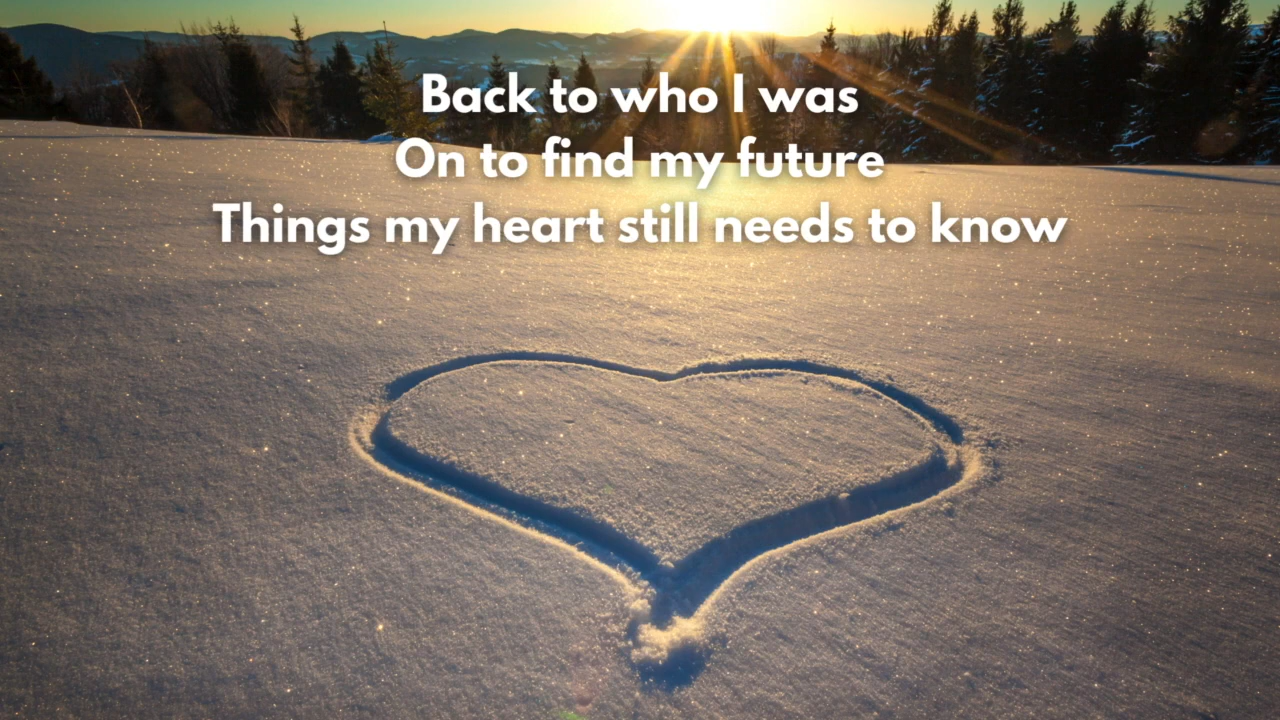 Back to who I was
On to find my future
Things my heart still needs to know